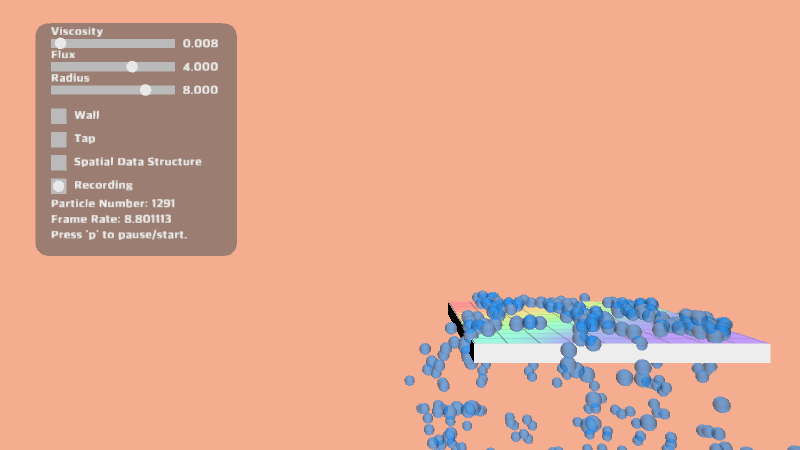 Viscosity
0.008
Flux
4.000
Radius
8.000
Wall
Tap
Spatial Data Structure
Recording
Particle Number: 1291
Frame Rate: 8.801113
Press 'p' to pause/start.